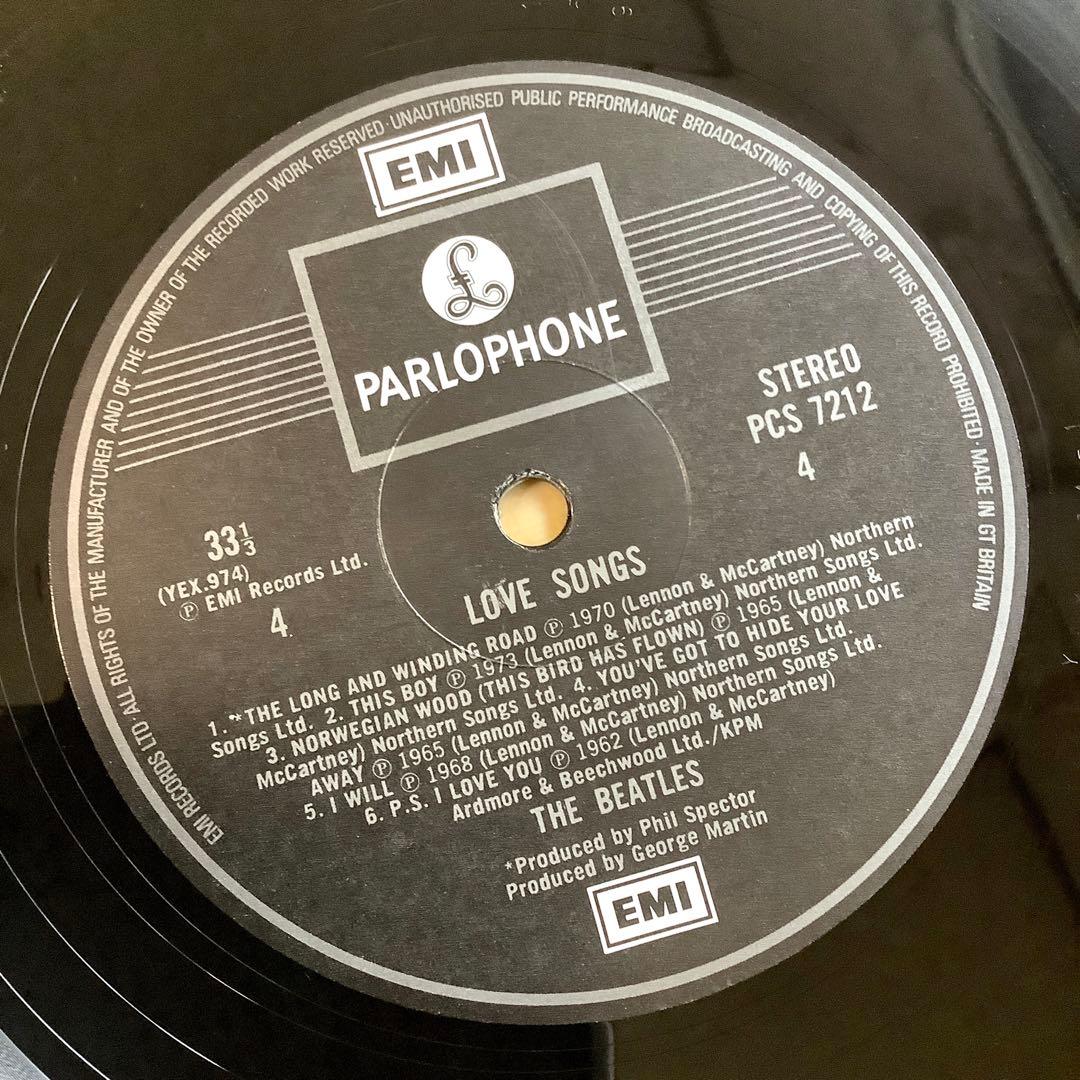 EMI RECORDS LTD · ALL RIGHTS OF THE MANUFACTURER AND OF THE OWNER OF THE RECORDED WORK RESERVED · UNAUTHORISED PUBLIC PERFORMANCE BROADCASTING AND COPYING OF THIS RECORD PROHIBITED · MADE IN GT BRITAIN
EMI
£
PARLOPHONE
STEREO
PCS 7212
4
33⅓
(YEX.974)
℗ EMI Records Ltd.
4
LOVE SONGS
1. *THE LONG AND WINDING ROAD ℗ 1970 (Lennon & McCartney) Northern
Songs Ltd. 2. THIS BOY ℗ 1973 (Lennon & McCartney) Northern Songs Ltd.
3. NORWEGIAN WOOD (THIS BIRD HAS FLOWN) ℗ 1965 (Lennon &
McCartney) Northern Songs Ltd. 4. YOU'VE GOT TO HIDE YOUR LOVE
AWAY ℗ 1965 (Lennon & McCartney) Northern Songs Ltd.
5. I WILL ℗ 1968 (Lennon & McCartney) Northern Songs Ltd.
6. P.S. I LOVE YOU ℗ 1962 (Lennon & McCartney)
Ardmore & Beechwood Ltd./KPM
THE BEATLES
*Produced by Phil Spector
Produced by George Martin
EMI